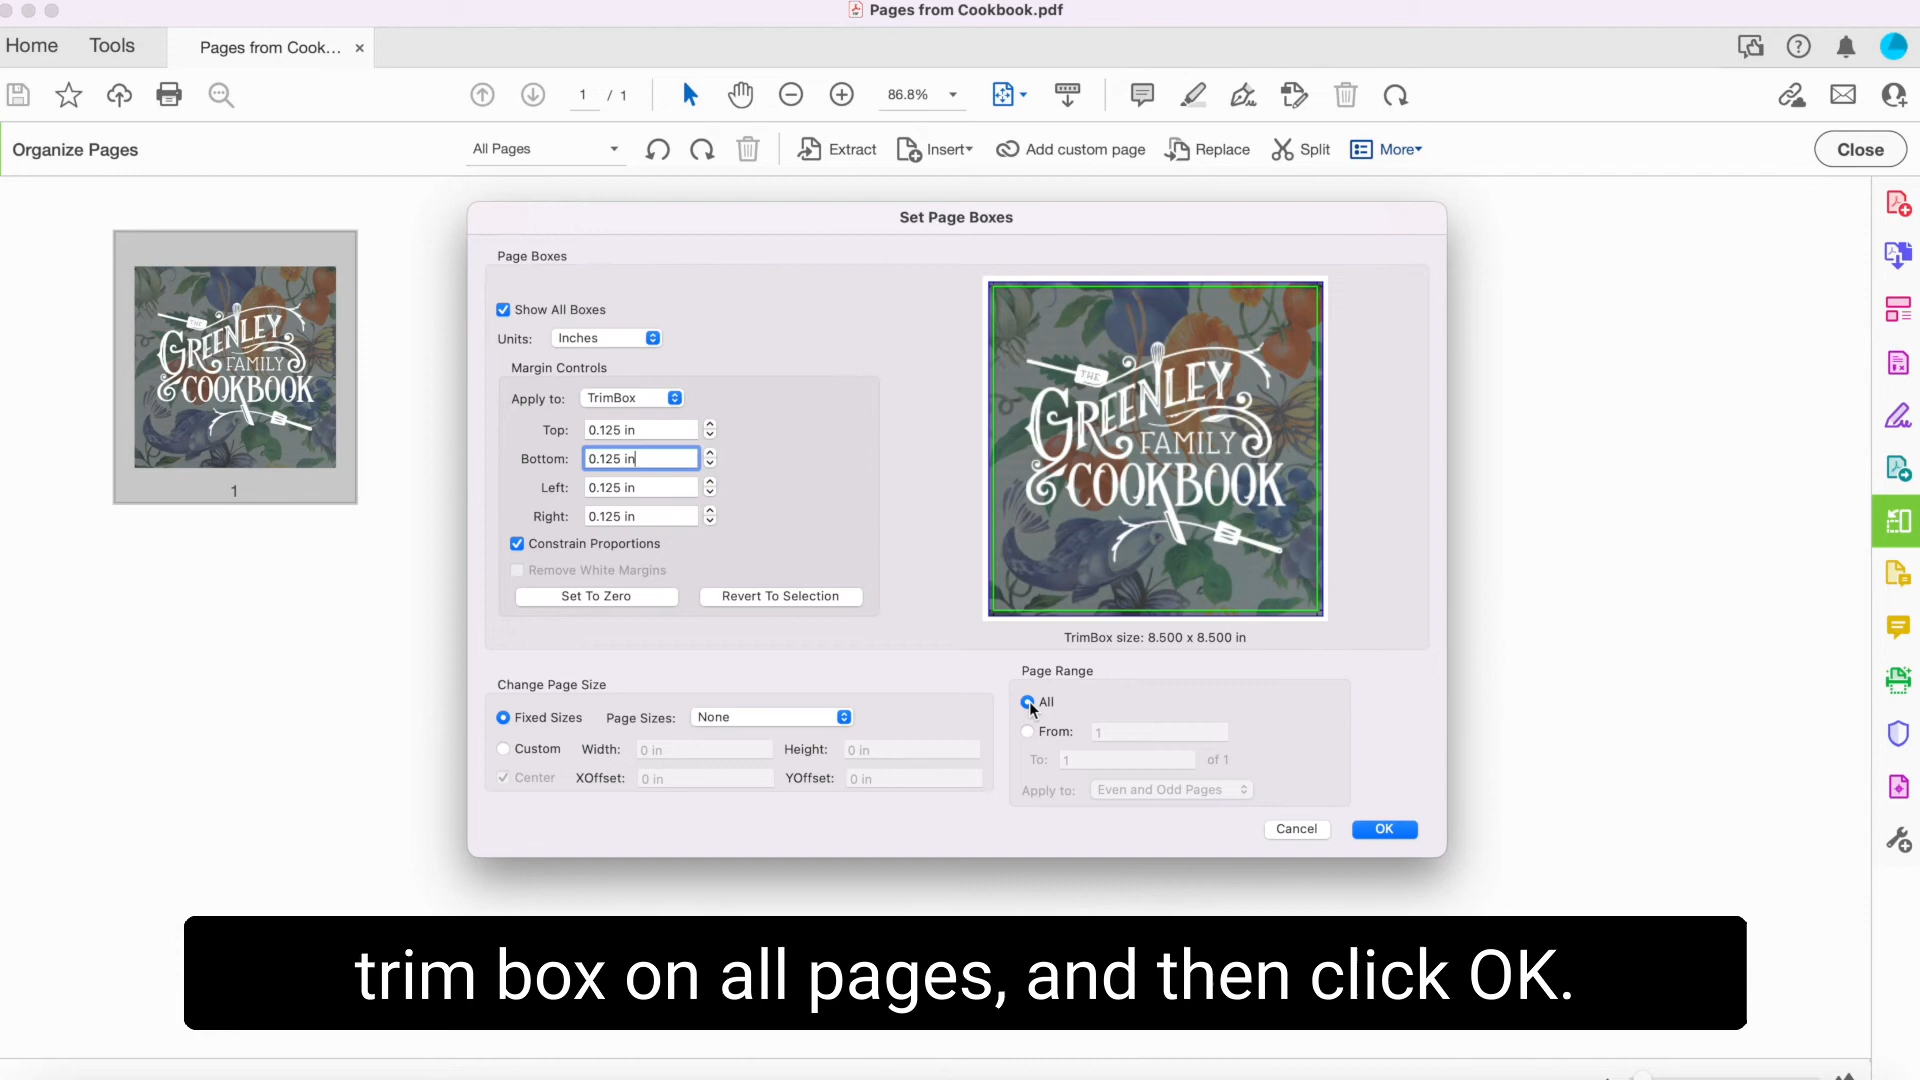 Pages from Cookbook.pdf
Home Tools Pages from Cook... ×
1 / 1 86.8%
Organize Pages All Pages Extract Insert Add custom page Replace Split More Close
Set Page Boxes
Page Boxes
Show All Boxes
Units: Inches
Margin Controls
Apply to: TrimBox
Top: 0.125 in
Bottom: 0.125 in
Left: 0.125 in
Right: 0.125 in
Constrain Proportions
Remove White Margins
Set To Zero Revert To Selection
THE
GREENLEY
FAMILY
& COOKBOOK
TrimBox size: 8.500 x 8.500 in
Change Page Size
Fixed Sizes Page Sizes: None
Custom Width: 0 in Height: 0 in
Center XOffset: 0 in YOffset: 0 in
Page Range
All
From: 1
To: 1 of 1
Apply to: Even and Odd Pages
Cancel OK
THE
GREENLEY
FAMILY
& COOKBOOK
1
trim box on all pages, and then click OK.